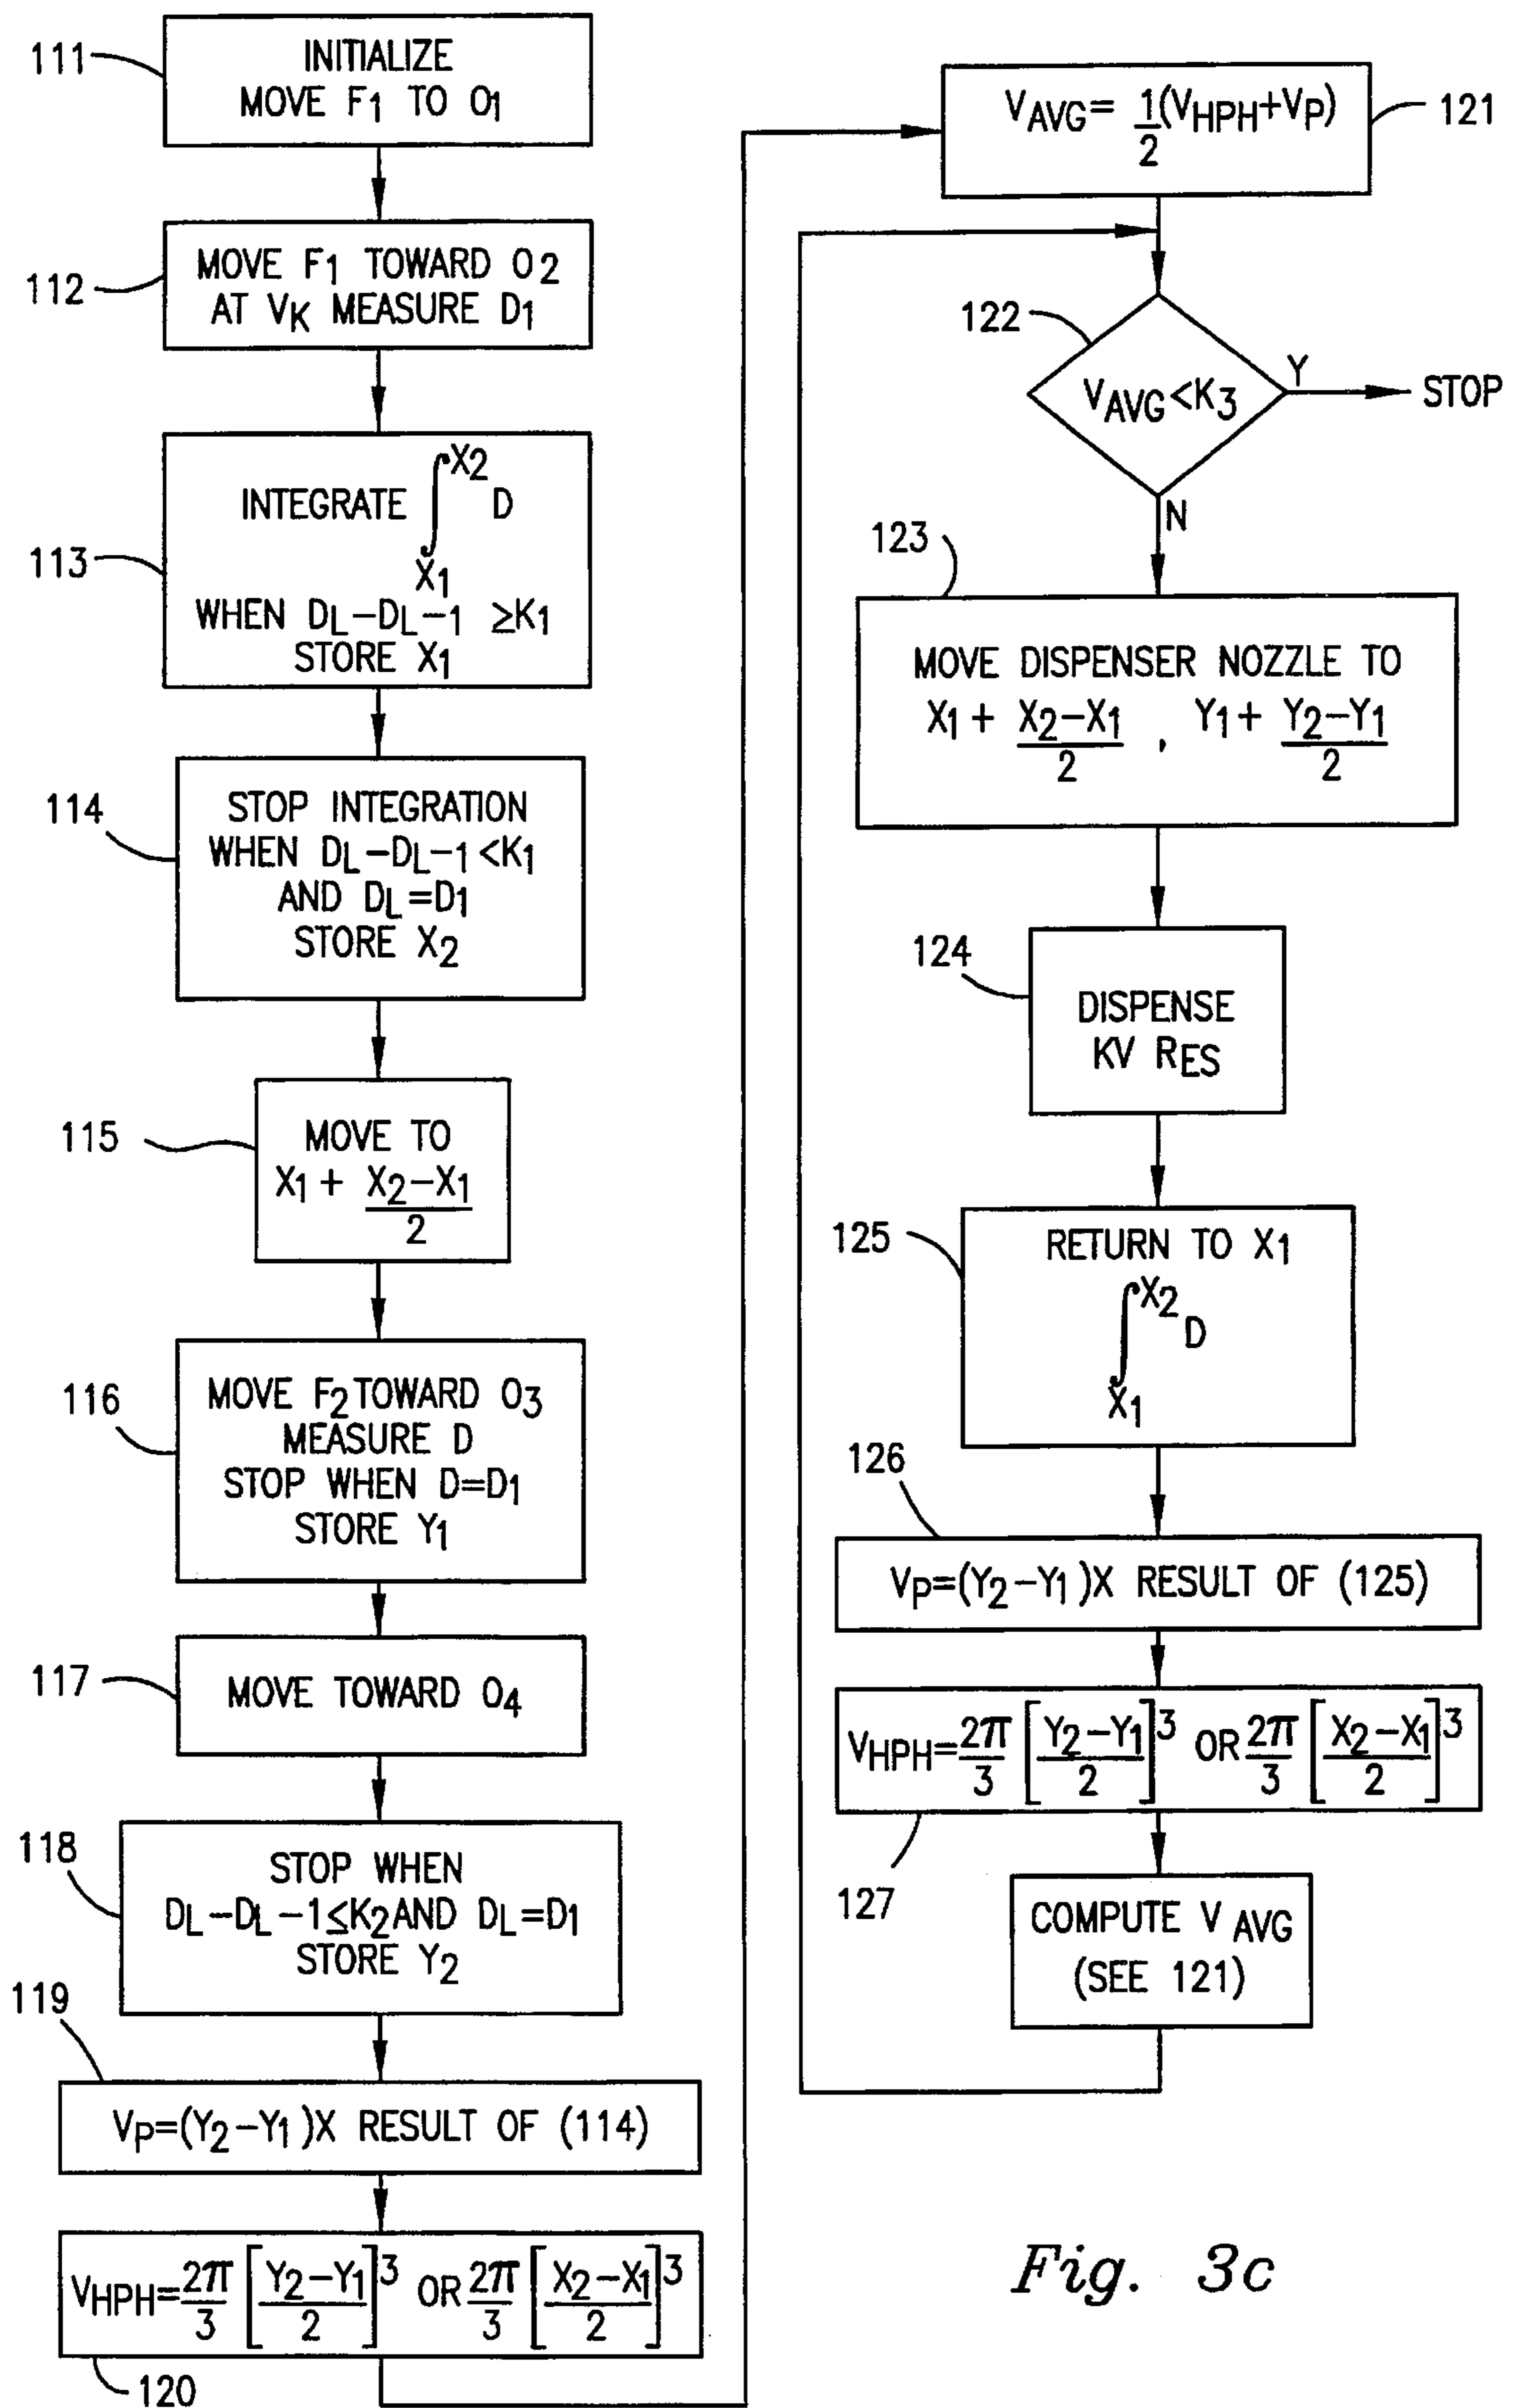 111
INITIALIZE
MOVE F1 TO O1
112
MOVE F1 TOWARD O2
AT VK MEASURE D1
113
INTEGRATE ∫X1X2 D
WHEN DL-DL-1 ≥K1
STORE X1
114
STOP INTEGRATION
WHEN DL-DL-1 <K1
AND DL=D1
STORE X2
115
MOVE TO
X1 + X2-X1
2
116
MOVE F2 TOWARD O3
MEASURE D
STOP WHEN D=D1
STORE Y1
117
MOVE TOWARD O4
118
STOP WHEN
DL-DL-1≤K2 AND DL=D1
STORE Y2
119
VP=(Y2-Y1)X RESULT OF (114)
VHPH=2π/3 [Y2-Y1/2]3 OR 2π/3 [X2-X1/2]3
120
VAVG= 1/2(VHPH+VP)
121
122
VAVG<K3
Y
STOP
N
123
MOVE DISPENSER NOZZLE TO
X1 + X2-X1/2 , Y1 + Y2-Y1/2
124
DISPENSE
KV RES
125
RETURN TO X1
∫X1X2 D
126
VP=(Y2-Y1)X RESULT OF (125)
VHPH=2π/3 [Y2-Y1/2]3 OR 2π/3 [X2-X1/2]3
127
COMPUTE V AVG
(SEE 121)
Fig. 3c